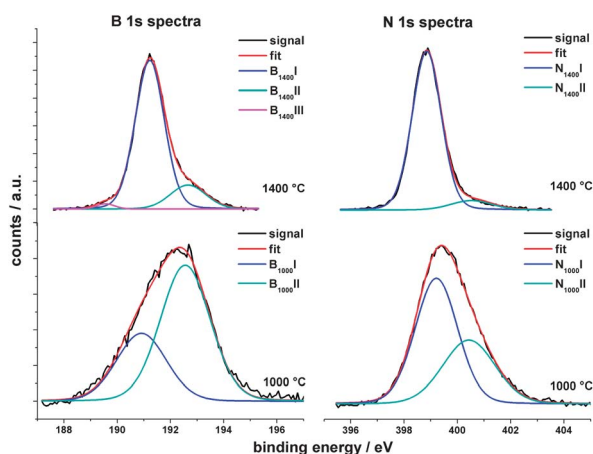 B 1s spectra
N 1s spectra
signal
fit
B1400I
B1400II
B1400III
1400 °C
signal
fit
N1400I
N1400II
1400 °C
counts / a.u.
signal
fit
B1000I
B1000II
1000 °C
signal
fit
N1000I
N1000II
1000 °C
188 190 192 194 196
396 398 400 402 404
binding energy / eV